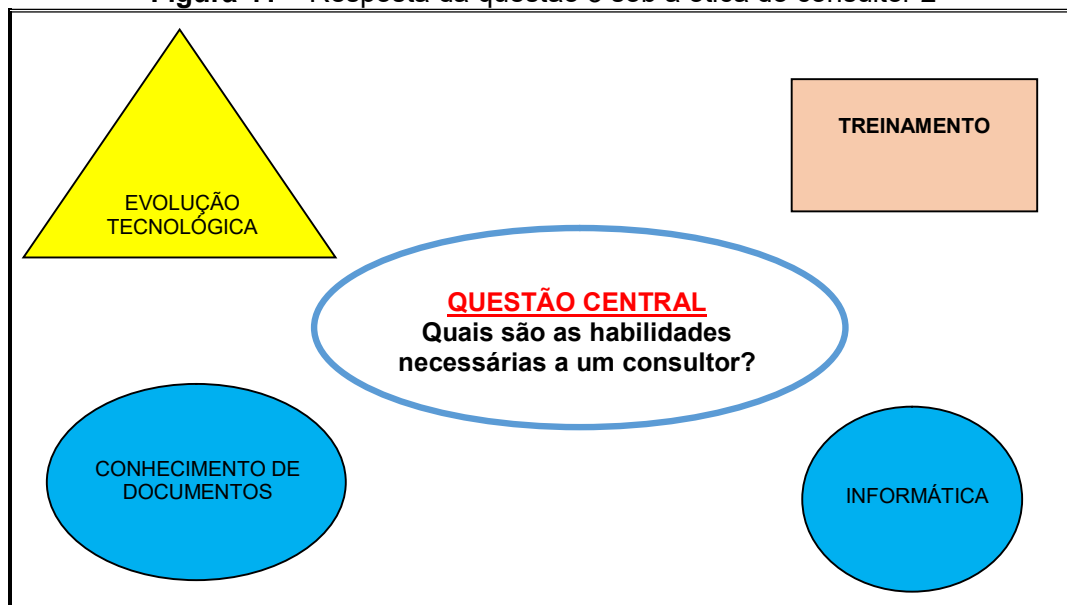 EVOLUÇÃO
TECNOLÓGICA
TREINAMENTO
QUESTÃO CENTRAL
Quais são as habilidades
necessárias a um consultor?
CONHECIMENTO DE
DOCUMENTOS
INFORMÁTICA